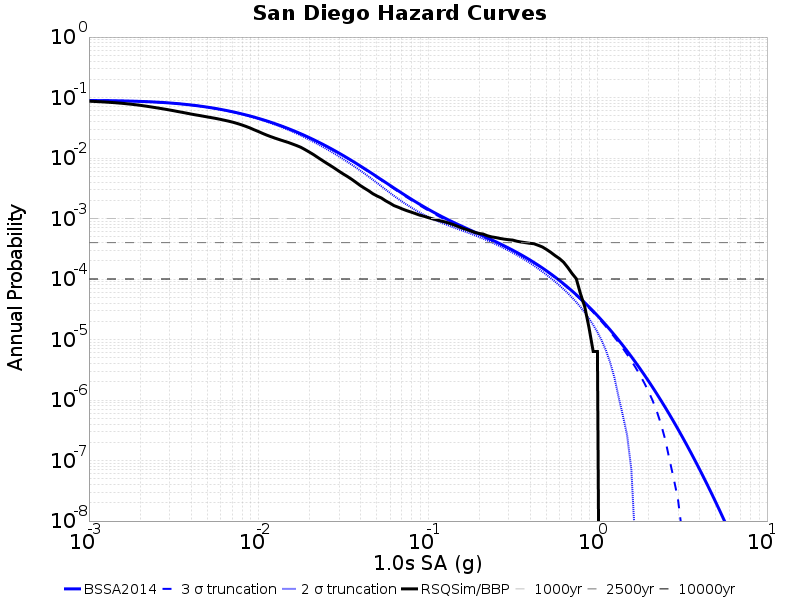 San Diego Hazard Curves
Annual Probability
10^0
10^-1
10^-2
10^-3
10^-4
10^-5
10^-6
10^-7
10^-8
10^-3 10^-2 10^-1 10^0 10^1
1.0s SA (g)
BSSA2014 3 σ truncation 2 σ truncation RSQSim/BBP 1000yr 2500yr 10000yr